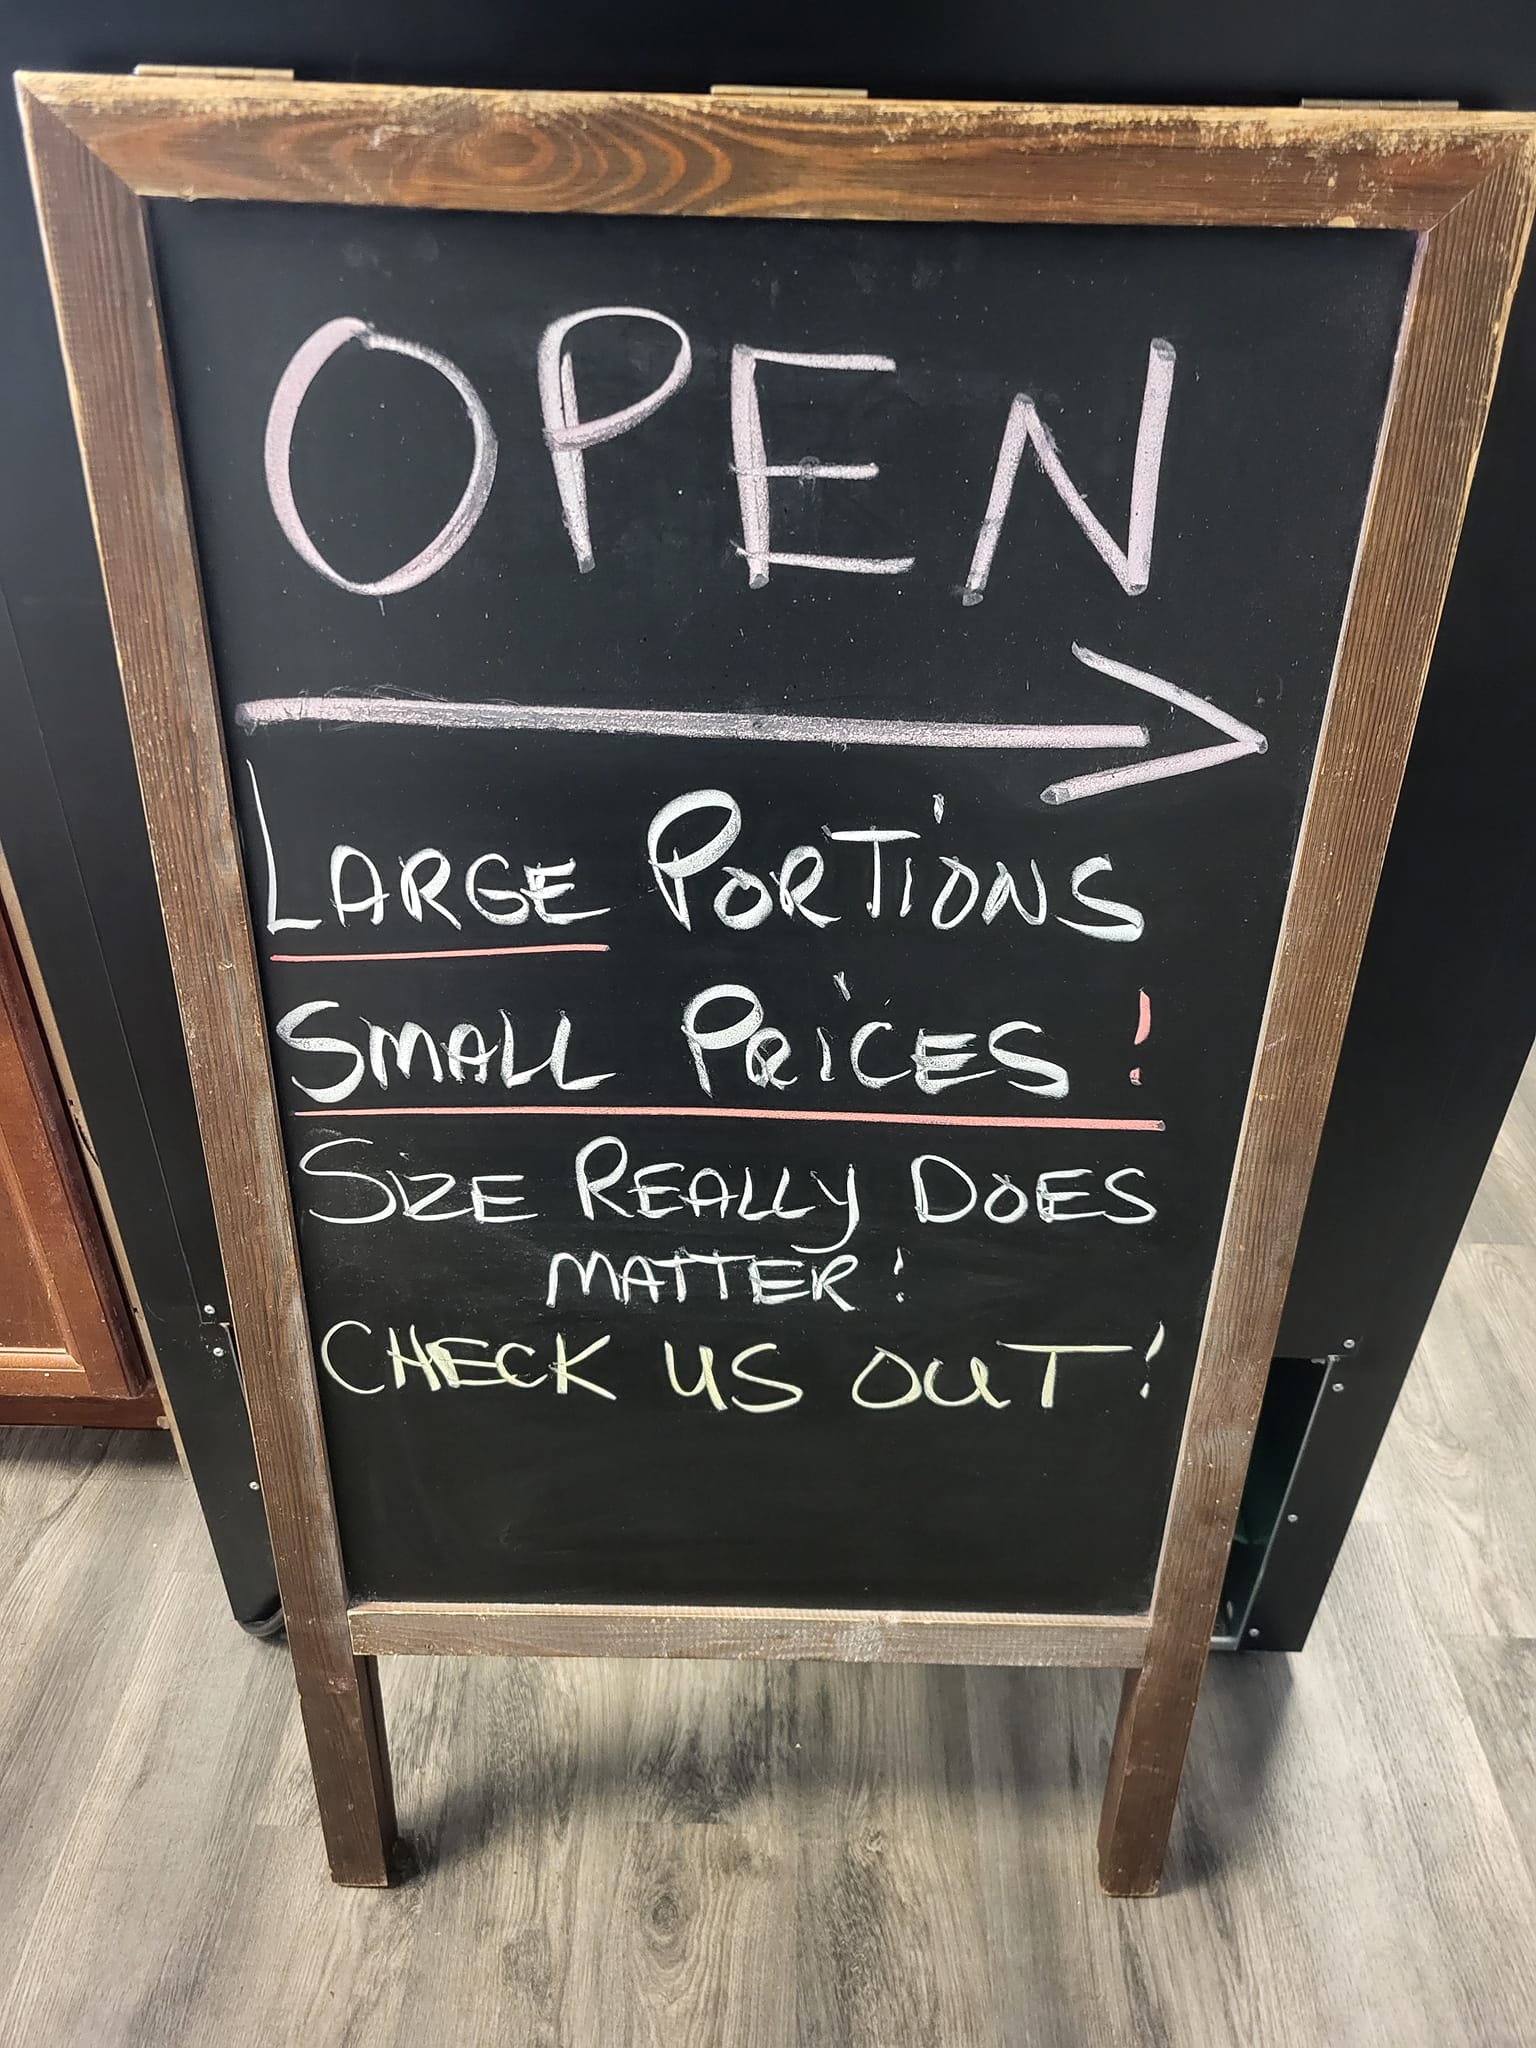 OPEN
LARGE PORTIONS
SMALL PRICES!
SIZE REALLY DOES
MATTER!
CHECK US OUT!